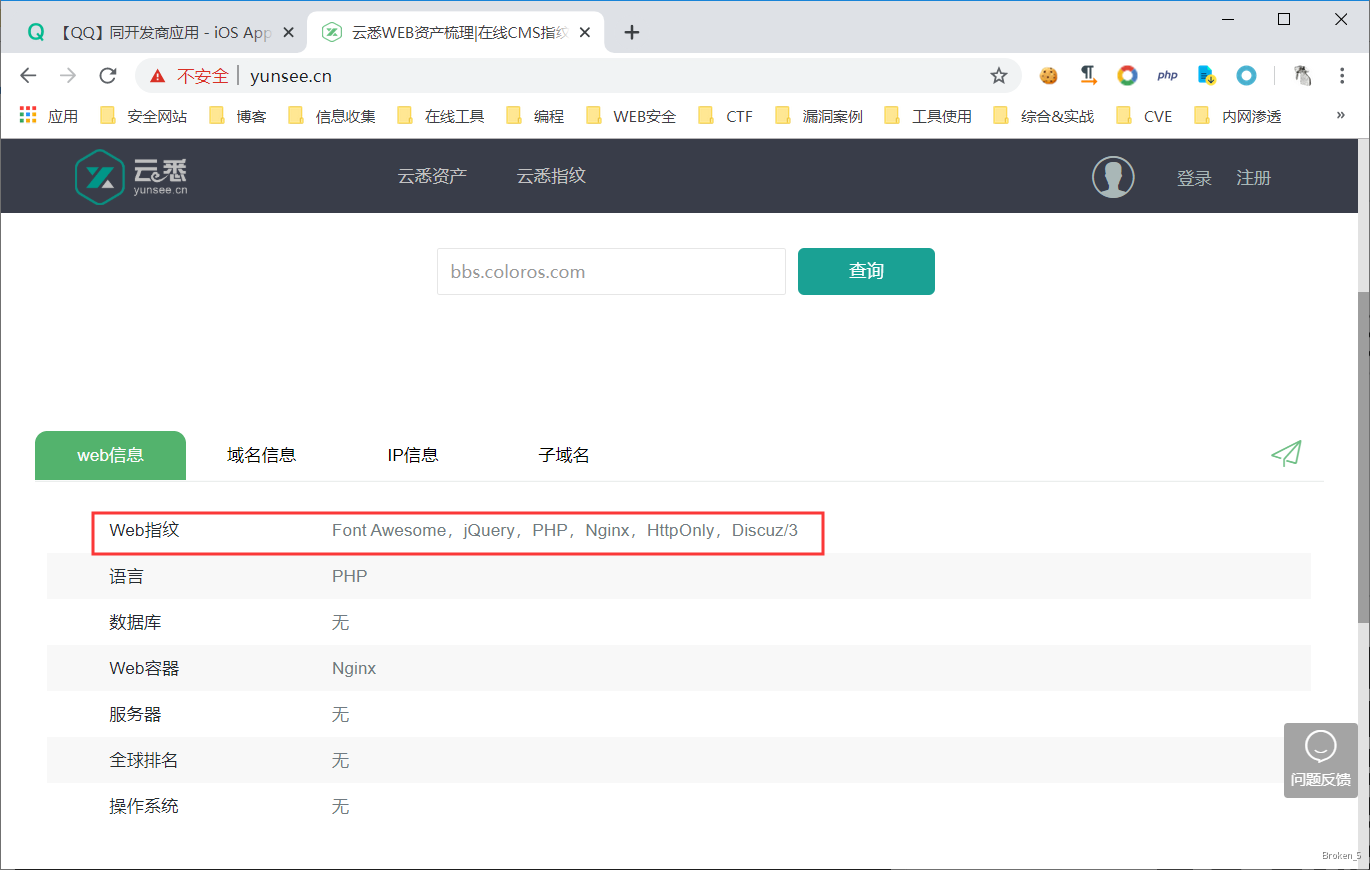 【QQ】同开发商应用 - iOS App
云悉WEB资产梳理|在线CMS指纹
不安全 yunsee.cn
php
应用 安全网站 博客 信息收集 在线工具 编程 WEB安全 CTF 漏洞案例 工具使用 综合&实战 CVE 内网渗透 »
云悉
yunsee.cn
云悉资产 云悉指纹
登录 注册
bbs.coloros.com 查询
web信息 域名信息 IP信息 子域名
Web指纹 Font Awesome，jQuery，PHP，Nginx，HttpOnly，Discuz/3
语言 PHP
数据库 无
Web容器 Nginx
服务器 无
全球排名 无
操作系统 无
问题反馈
Broken_5